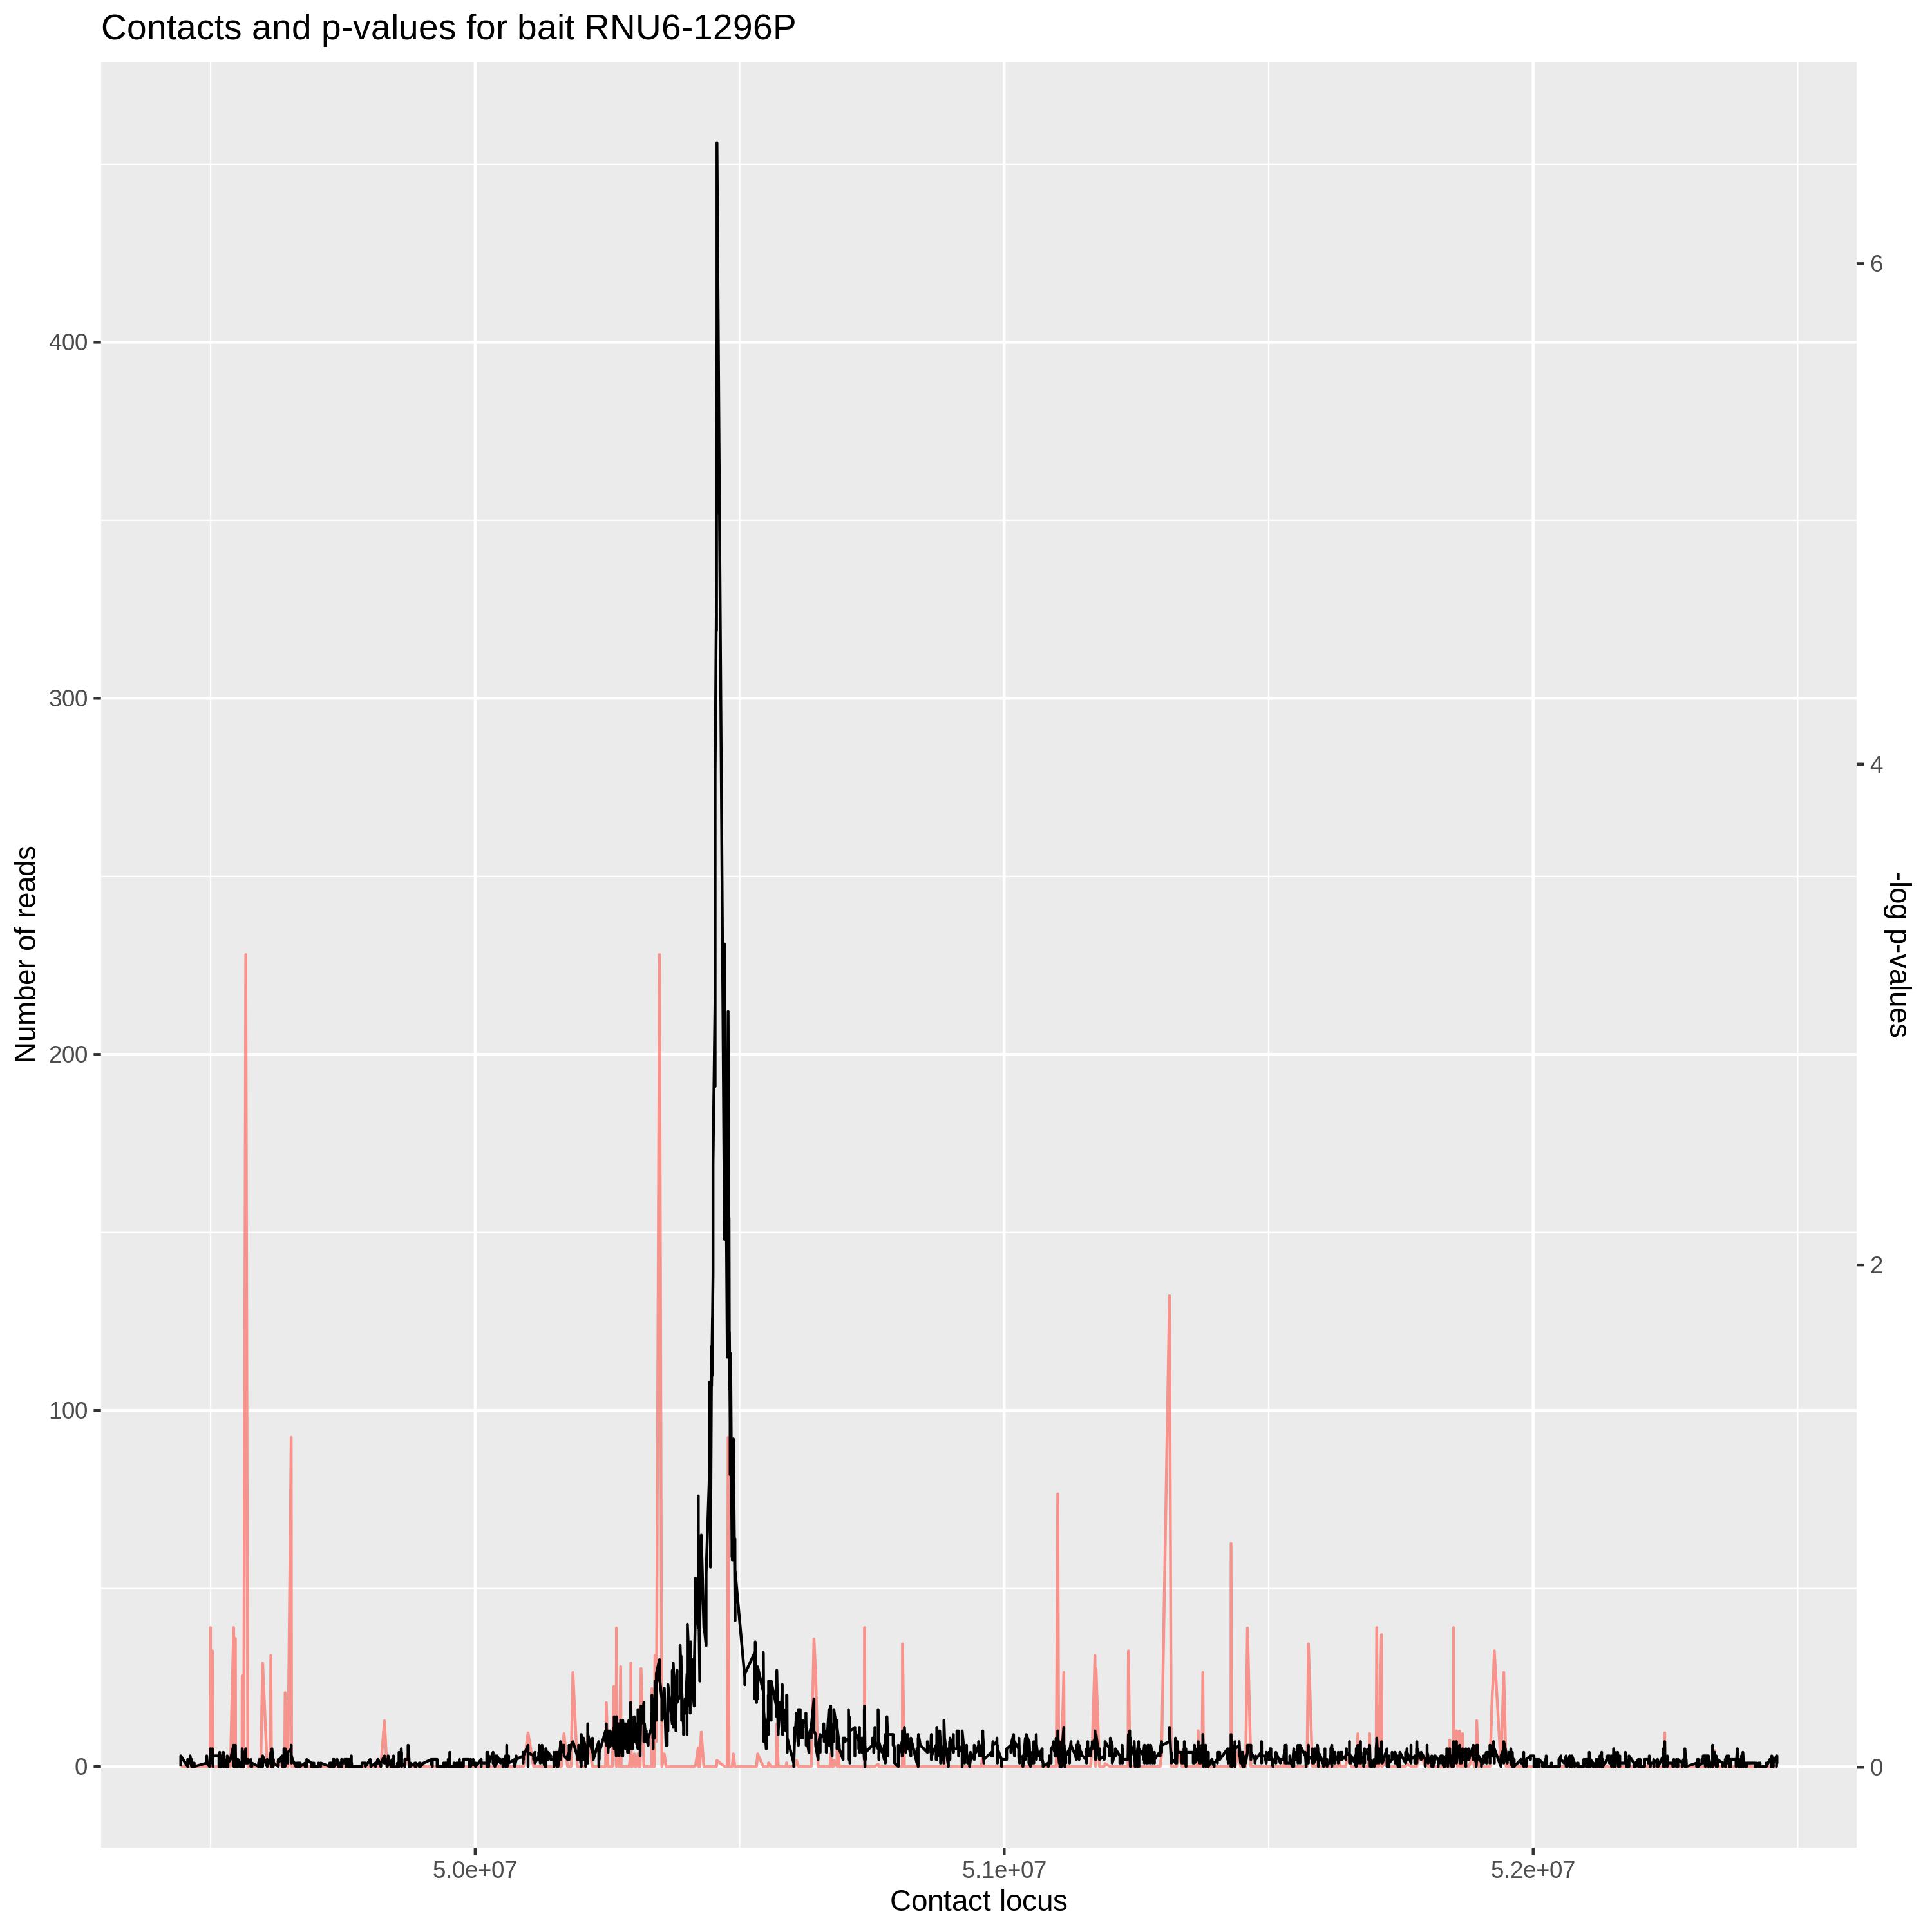 Contacts and p-values for bait RNU6-1296P
Number of reads
400
300
200
100
0
6
4
2
0
-log p-values
5.0e+07
5.1e+07
5.2e+07
Contact locus